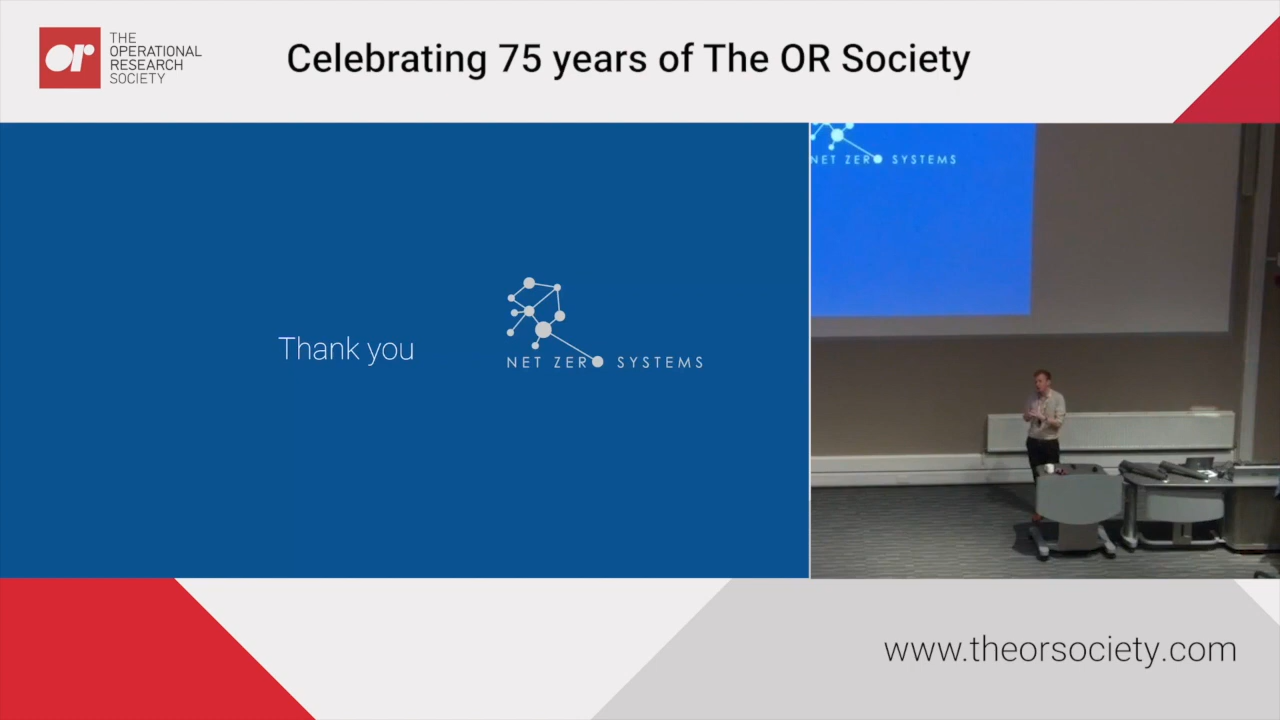 THE
OPERATIONAL
RESEARCH
SOCIETY
or
Celebrating 75 years of The OR Society
Thank you
NET ZERO SYSTEMS
NET ZERO SYSTEMS
www.theorsociety.com